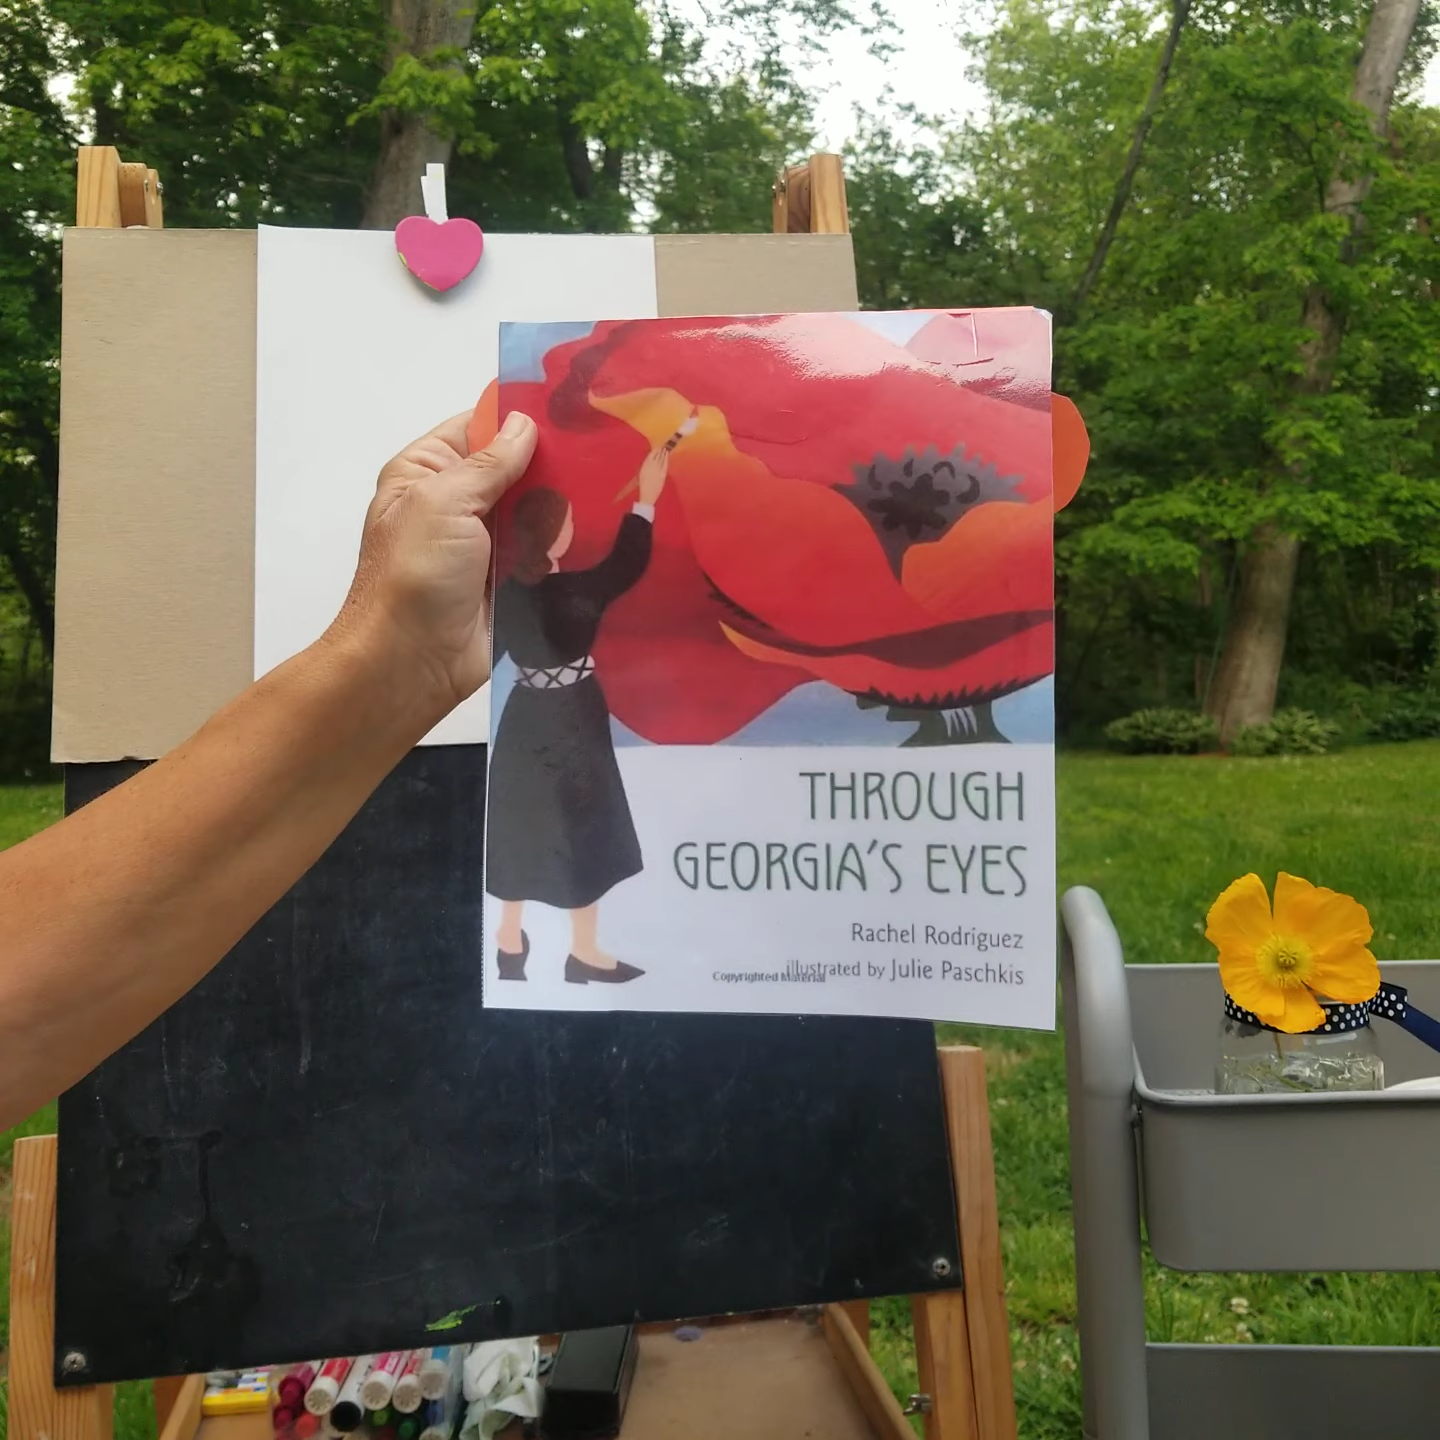 THROUGH
GEORGIA'S EYES
Rachel Rodríguez
illustrated by Julie Paschkis
Copyrighted Material